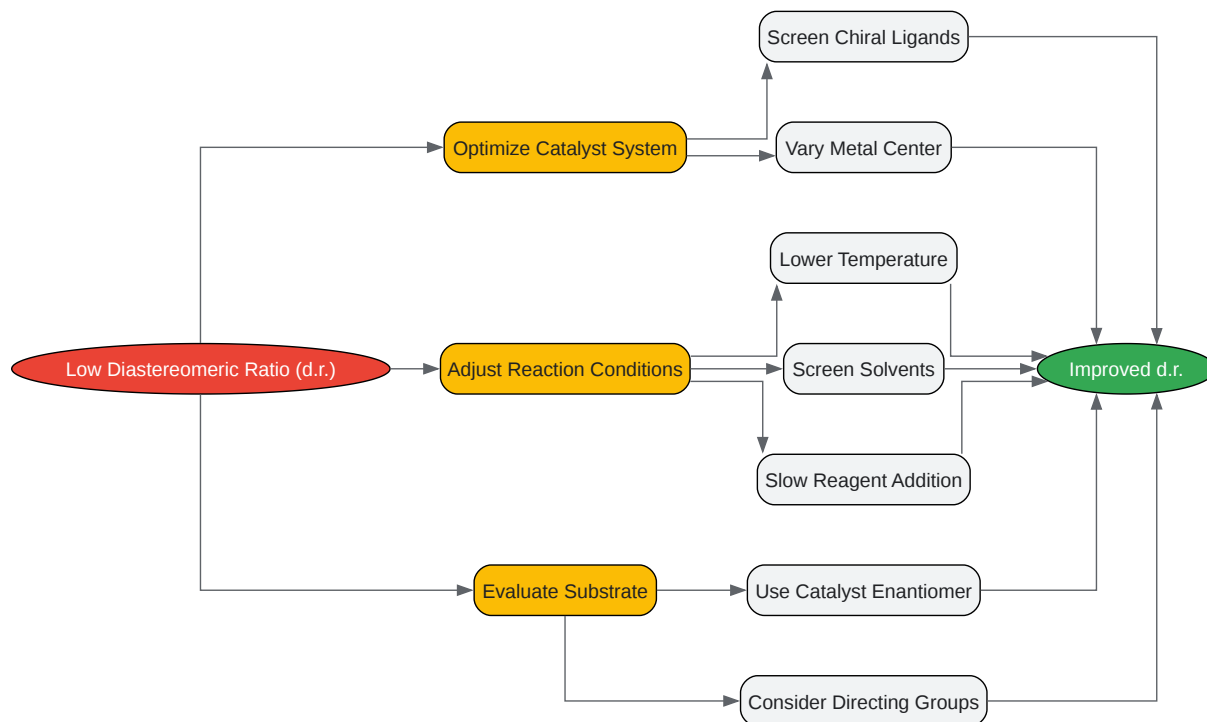 Screen Chiral Ligands
Optimize Catalyst System
Vary Metal Center
Lower Temperature
Low Diastereomeric Ratio (d.r.)
Adjust Reaction Conditions
Screen Solvents
Improved d.r.
Slow Reagent Addition
Evaluate Substrate
Use Catalyst Enantiomer
Consider Directing Groups